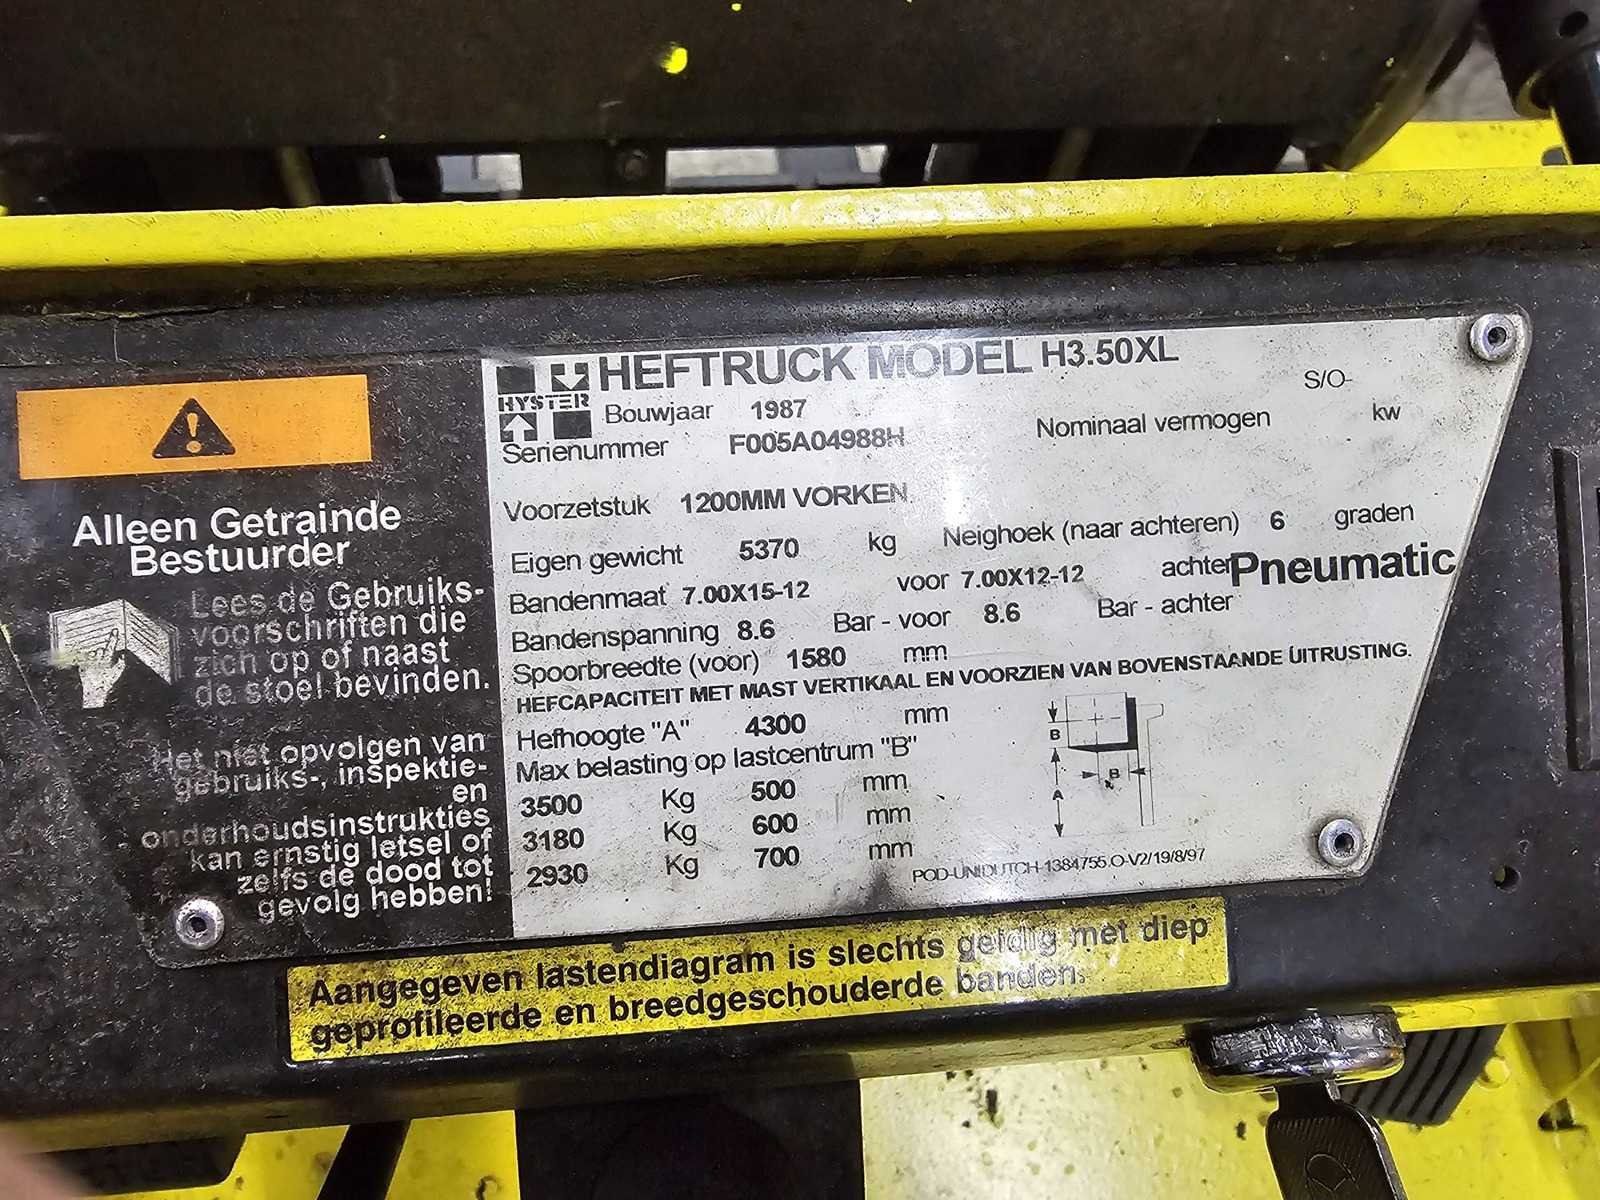 Alleen Getrainde
Bestuurder
Lees de Gebruiks-
voorschriften die
zich op of naast
de stoel bevinden.
Het niet opvolgen van
gebruiks-, inspektie-
en
onderhoudsinstrukties
kan ernstig letsel of
zelfs de dood tot
gevolg hebben!
HYSTER
HEFTRUCK MODEL H3.50XL
S/O-
Bouwjaar 1987
Nominaal vermogen kw
Serienummer F005A04988H
Voorzetstuk 1200MM VORKEN
Eigen gewicht 5370 kg Neighoek (naar achteren) 6 graden
Bandenmaat 7.00X15-12 voor 7.00X12-12 achter Pneumatic
Bandenspanning 8.6 Bar - voor 8.6 Bar - achter
Spoorbreedte (voor) 1580 mm
HEFCAPACITEIT MET MAST VERTIKAAL EN VOORZIEN VAN BOVENSTAANDE UITRUSTING.
Hefhoogte "A" 4300 mm
Max belasting op lastcentrum "B"
3500 Kg 500 mm
3180 Kg 600 mm
2930 Kg 700 mm
B
B
A
POD-UNIDUTCH-1384755.O-V2/19/8/97
Aangegeven lastendiagram is slechts geldig met diep
geprofileerde en breedgeschouderde banden.